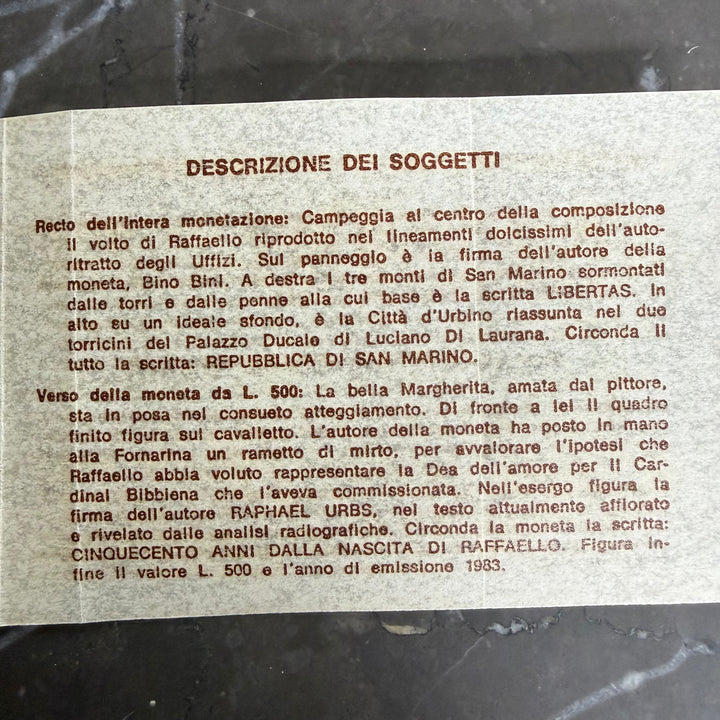 DESCRIZIONE DEI SOGGETTI
Recto dell'intera monetazione: Campeggia al centro della composizione
il volto di Raffaello riprodotto nei lineamenti dolcissimi dell'auto-
ritratto degli Uffizi. Sul panneggio è la firma dell'autore della
moneta, Bino Bini. A destra i tre monti di San Marino sormontati
dalle torri e dalle penne alla cui base è la scritta LIBERTAS. In
alto su un ideale sfondo, è la Città d'Urbino riassunta nei due
torricini del Palazzo Ducale di Luciano Di Laurana. Circonda il
tutto la scritta: REPUBBLICA DI SAN MARINO.
Verso della moneta da L. 500: La bella Margherita, amata dal pittore,
sta in posa nel consueto atteggiamento. Di fronte a lei il quadro
finito figura sul cavalletto. L'autore della moneta ha posto in mano
alla Fornarina un rametto di mirto, per avvalorare l'ipotesi che
Raffaello abbia voluto rappresentare la Dea dell'amore per il Car-
dinal Bibbiena che l'aveva commissionata. Nell'esergo figura la
firma dell'autore RAPHAEL URBS, nel testo attualmente affiorato
e rivelato dalle analisi radiografiche. Circonda la moneta la scritta:
CINQUECENTO ANNI DALLA NASCITA DI RAFFAELLO. Figura in-
fine il valore L. 500 e l'anno di emissione 1983.